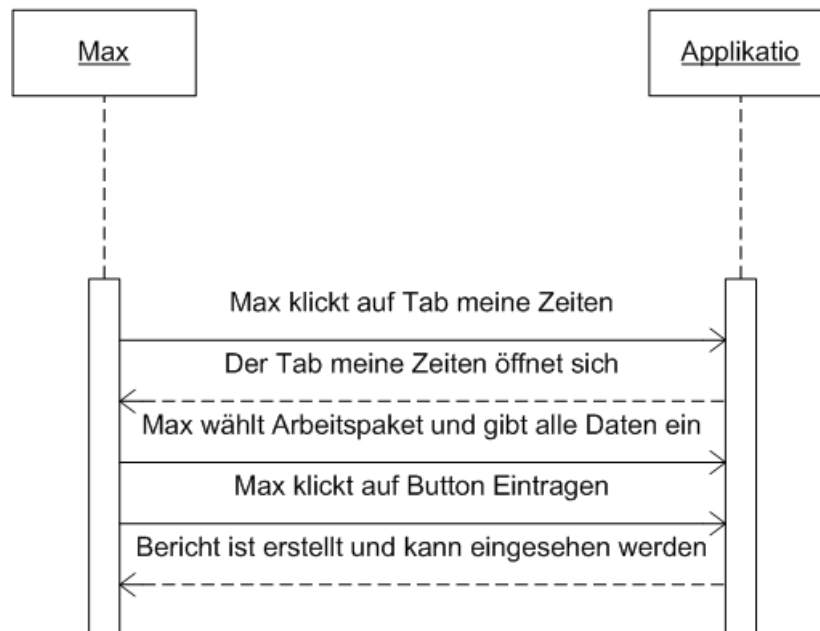 Max
Applikatio
Max klickt auf Tab meine Zeiten
Der Tab meine Zeiten öffnet sich
Max wählt Arbeitspaket und gibt alle Daten ein
Max klickt auf Button Eintragen
Bericht ist erstellt und kann eingesehen werden